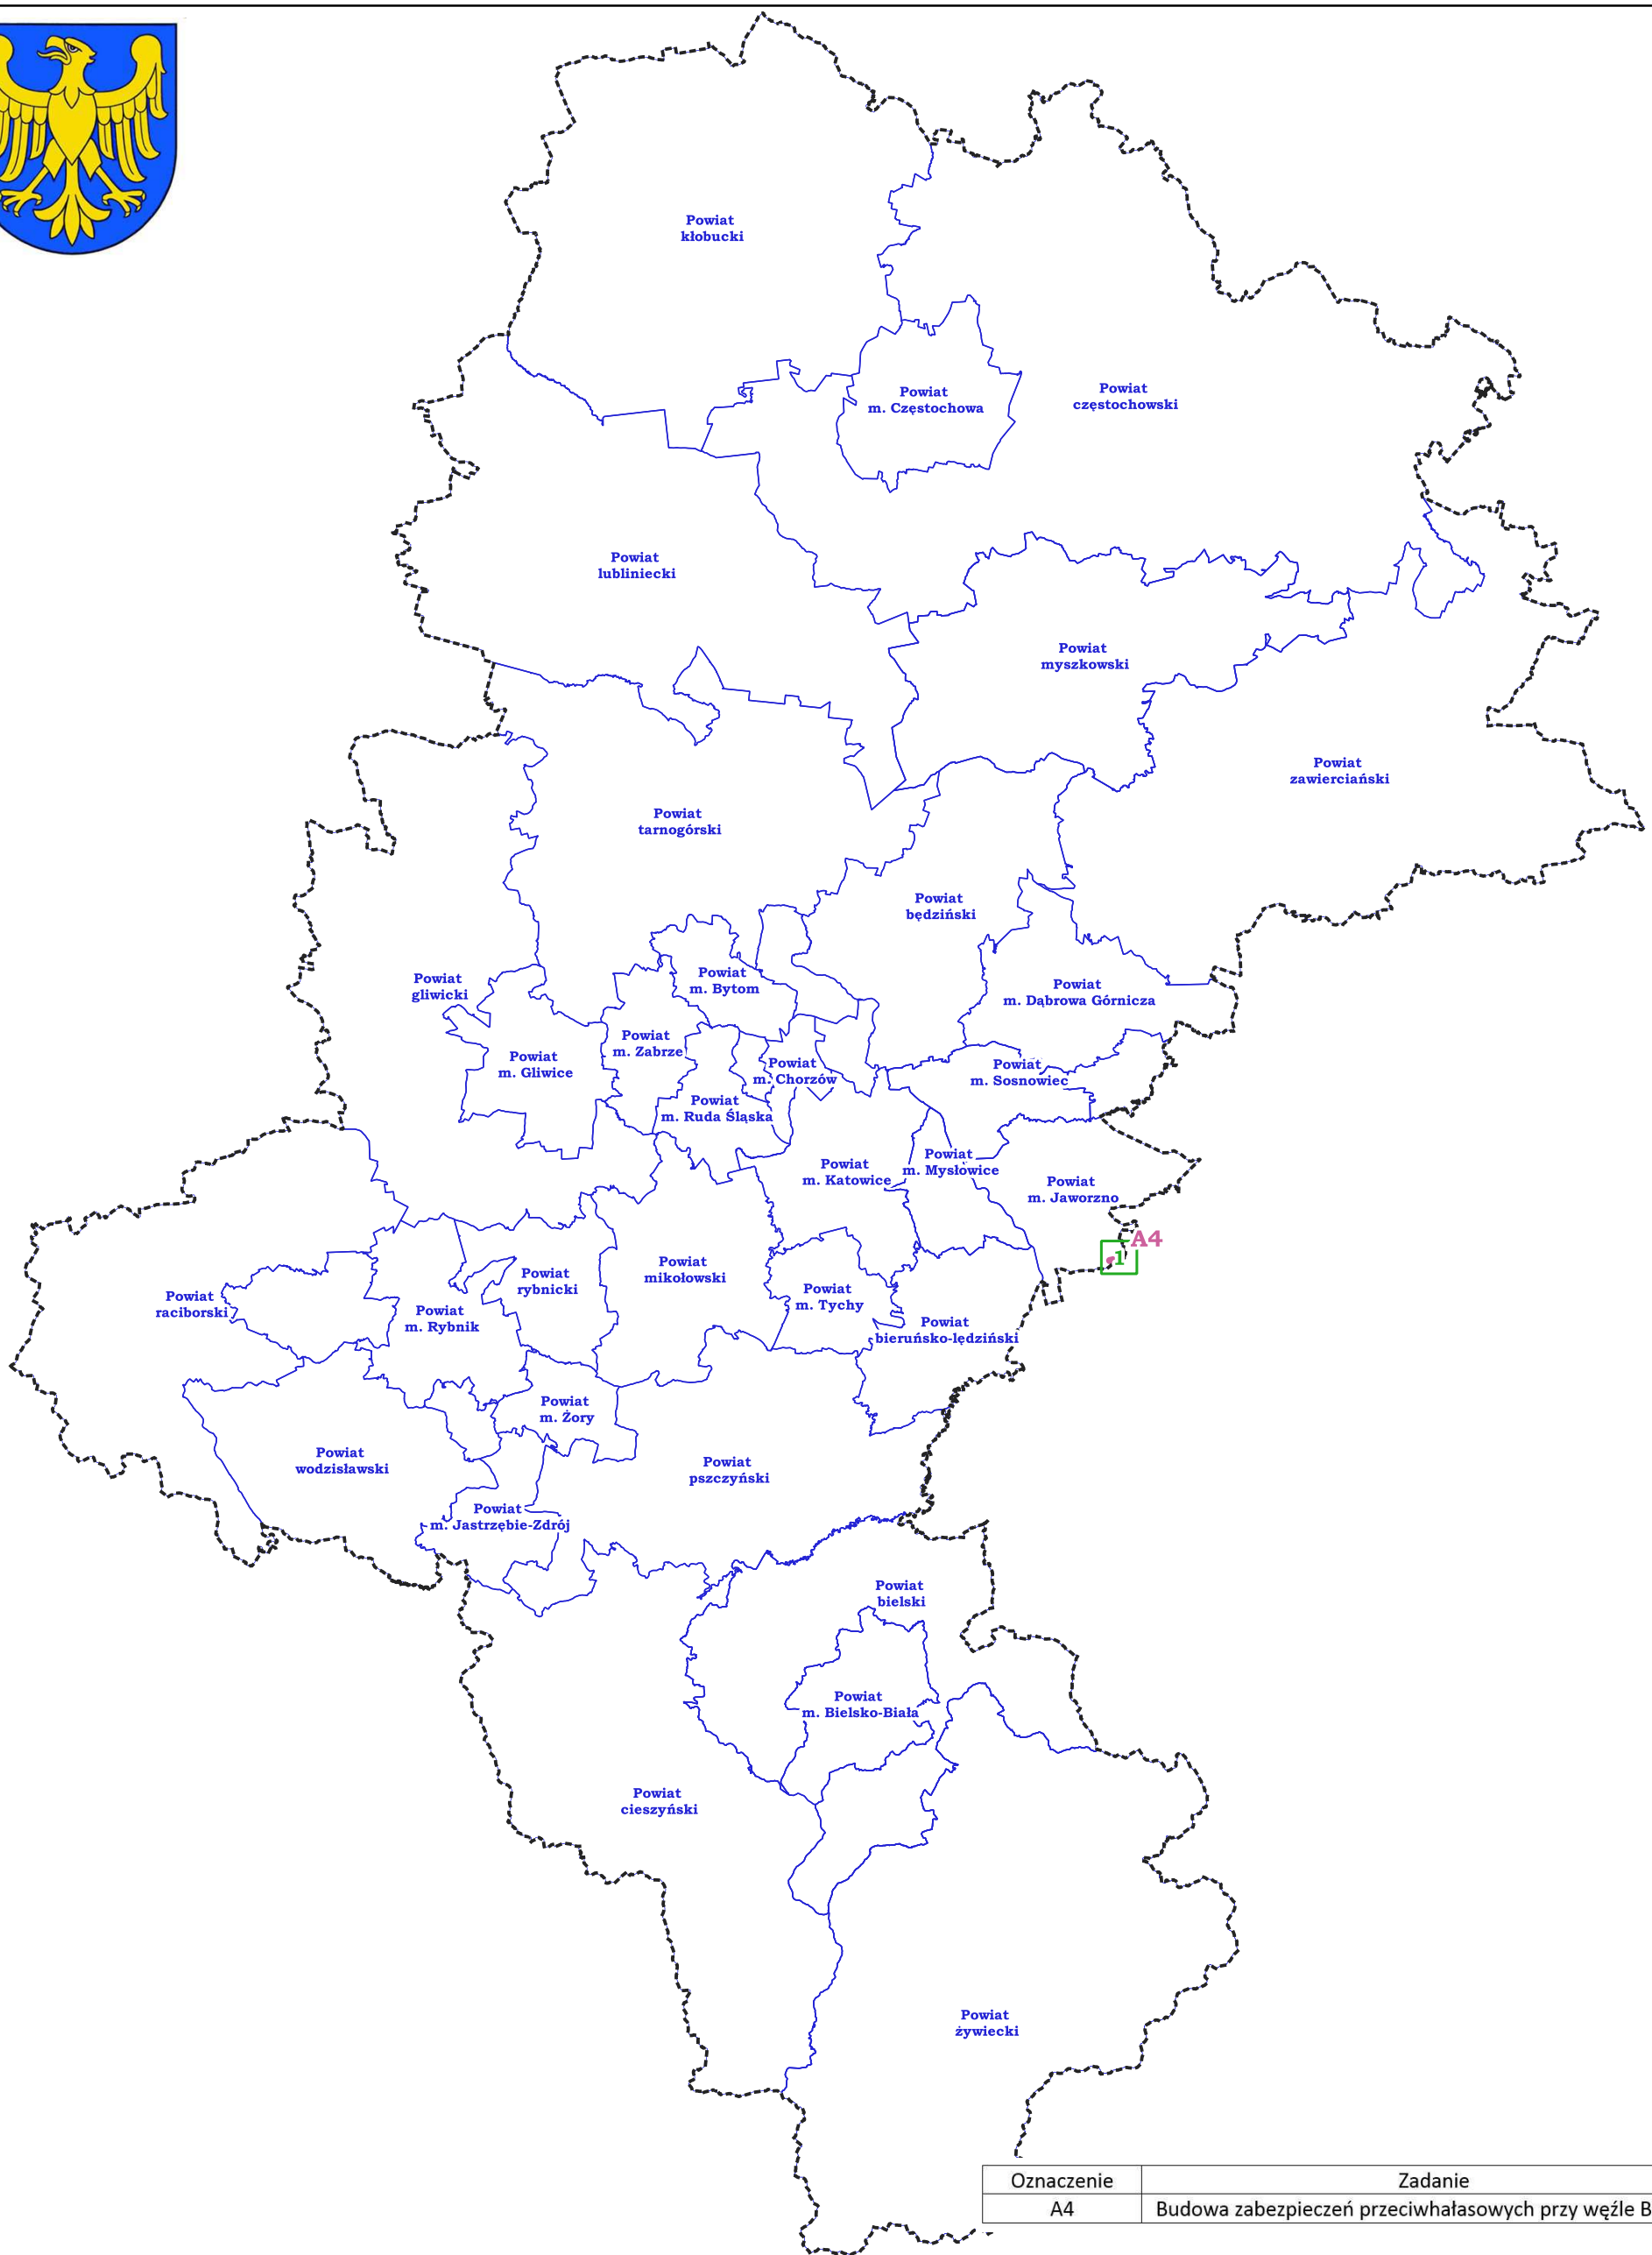 Powiat
kłobucki
Powiat
m. Częstochowa
Powiat
częstochowski
Powiat
lubliniecki
Powiat
myszkowski
Powiat
zawierciański
Powiat
tarnogórski
Powiat
będziński
Powiat
gliwicki
Powiat
m. Bytom
Powiat
m. Dąbrowa Górnicza
Powiat
m. Zabrze
Powiat
m. Gliwice
Powiat
m. Chorzów
Powiat
m. Sosnowiec
Powiat
m. Ruda Śląska
Powiat
m. Katowice
Powiat
m. Mysłowice
Powiat
m. Jaworzno
A4
1
Powiat
mikołowski
Powiat
rybnicki
Powiat
m. Tychy
Powiat
raciborski
Powiat
m. Rybnik
Powiat
bieruńsko-lędziński
Powiat
m. Żory
Powiat
wodzisławski
Powiat
pszczyński
Powiat
m. Jastrzębie-Zdrój
Powiat
bielski
Powiat
m. Bielsko-Biała
Powiat
cieszyński
Powiat
żywiecki
Oznaczenie Zadanie
A4 Budowa zabezpieczeń przeciwhałasowych przy węźle B